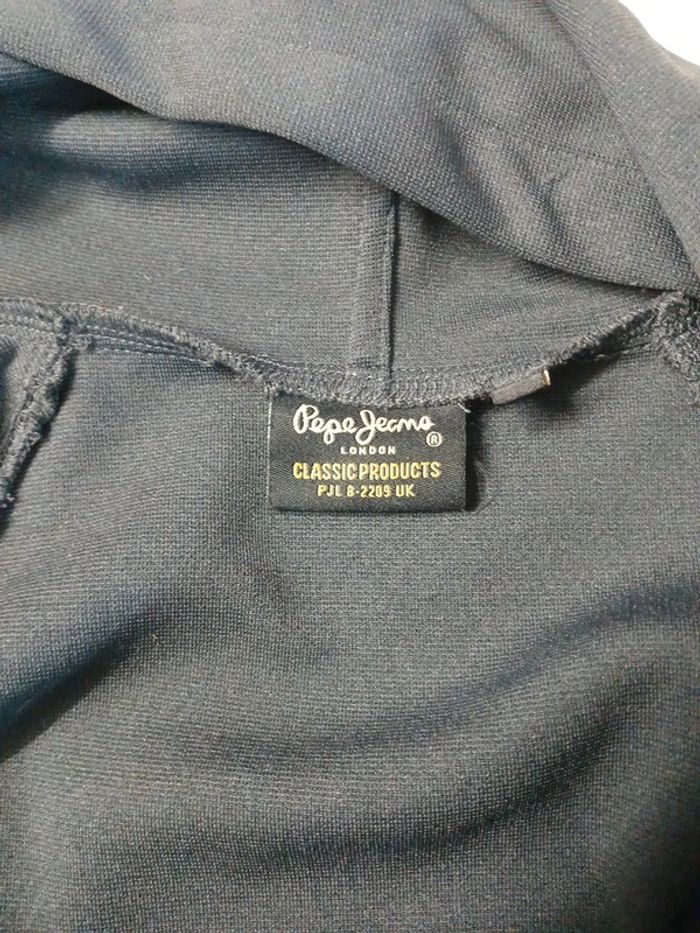 Pepe Jeans ®
LONDON
CLASSIC PRODUCTS
PJL 8-2209 UK